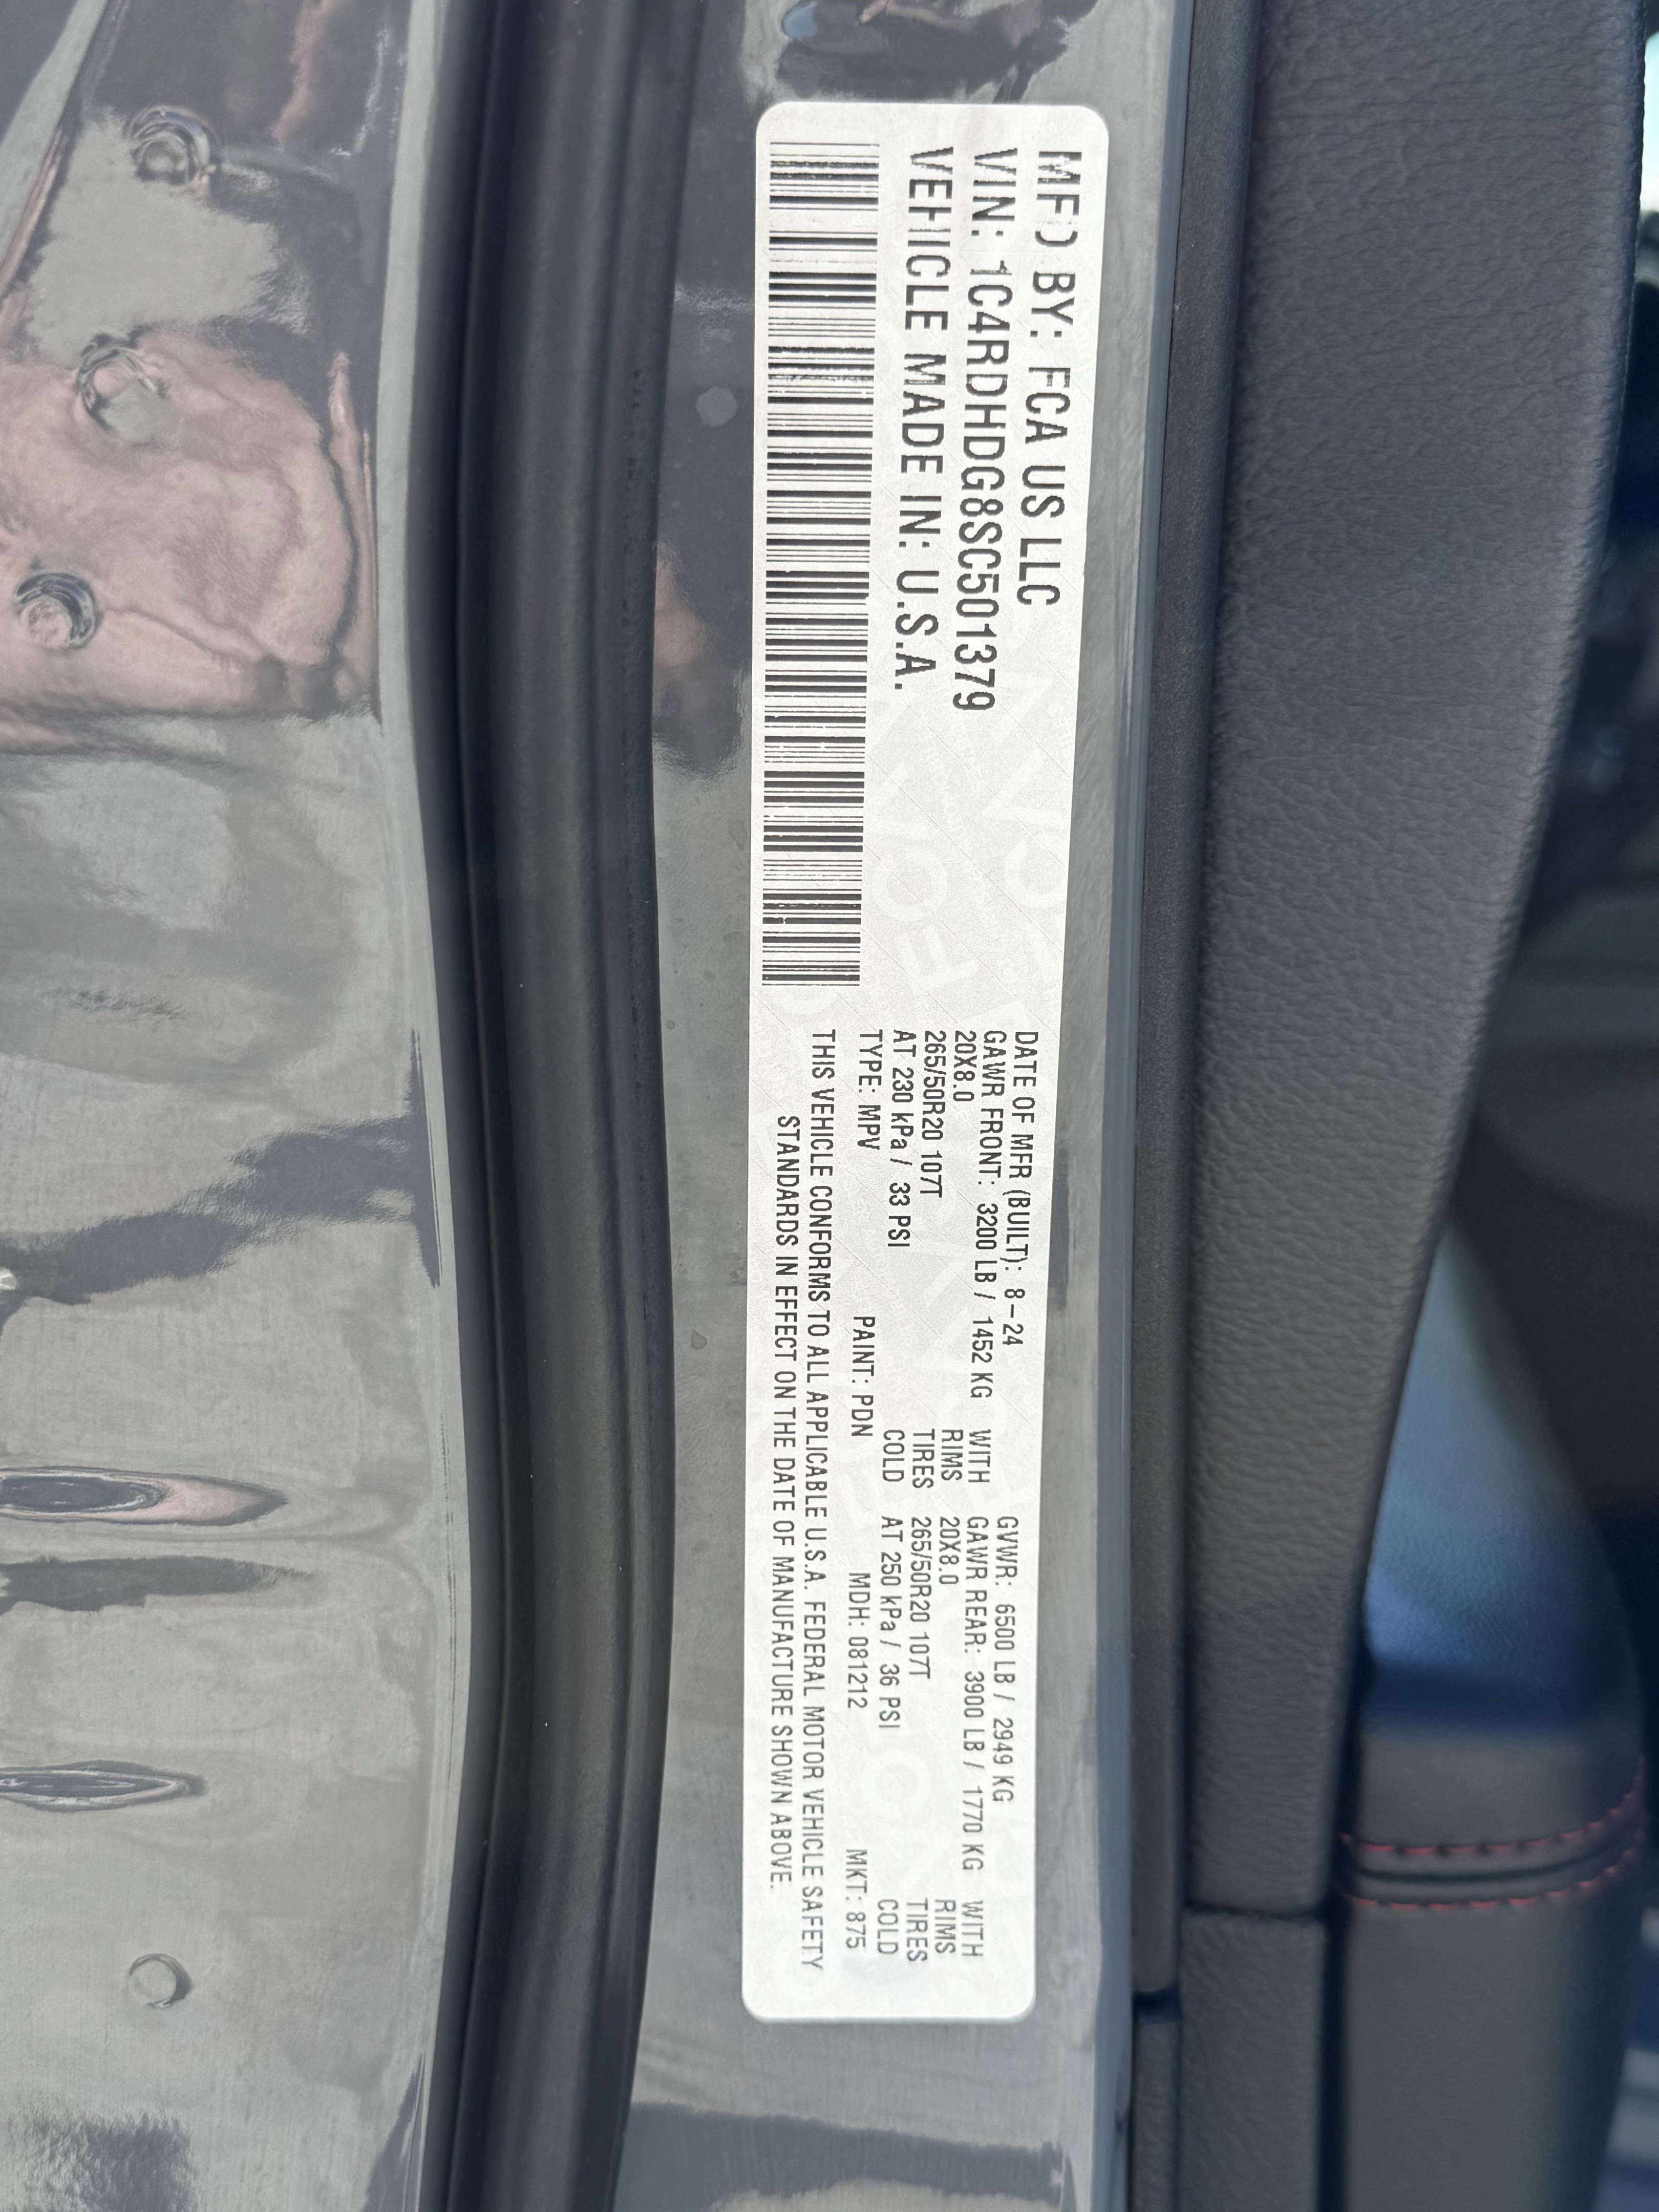 MFD BY: FCA US LLC
VIN: 1C4RDHDG8SC501379
VEHICLE MADE IN: U.S.A.
DATE OF MFR (BUILT): 8-24
GAWR FRONT: 3200 LB / 1452 KG WITH
20X8.0 RIMS
265/50R20 107T TIRES
AT 230 kPa / 33 PSI COLD
GVWR: 6500 LB / 2949 KG
GAWR REAR: 3900 LB / 1770 KG WITH
20X8.0 RIMS
265/50R20 107T TIRES
AT 250 kPa / 36 PSI COLD
TYPE: MPV PAINT: PDN MDH: 081212 MKT: 875
THIS VEHICLE CONFORMS TO ALL APPLICABLE U.S.A. FEDERAL MOTOR VEHICLE SAFETY
STANDARDS IN EFFECT ON THE DATE OF MANUFACTURE SHOWN ABOVE.